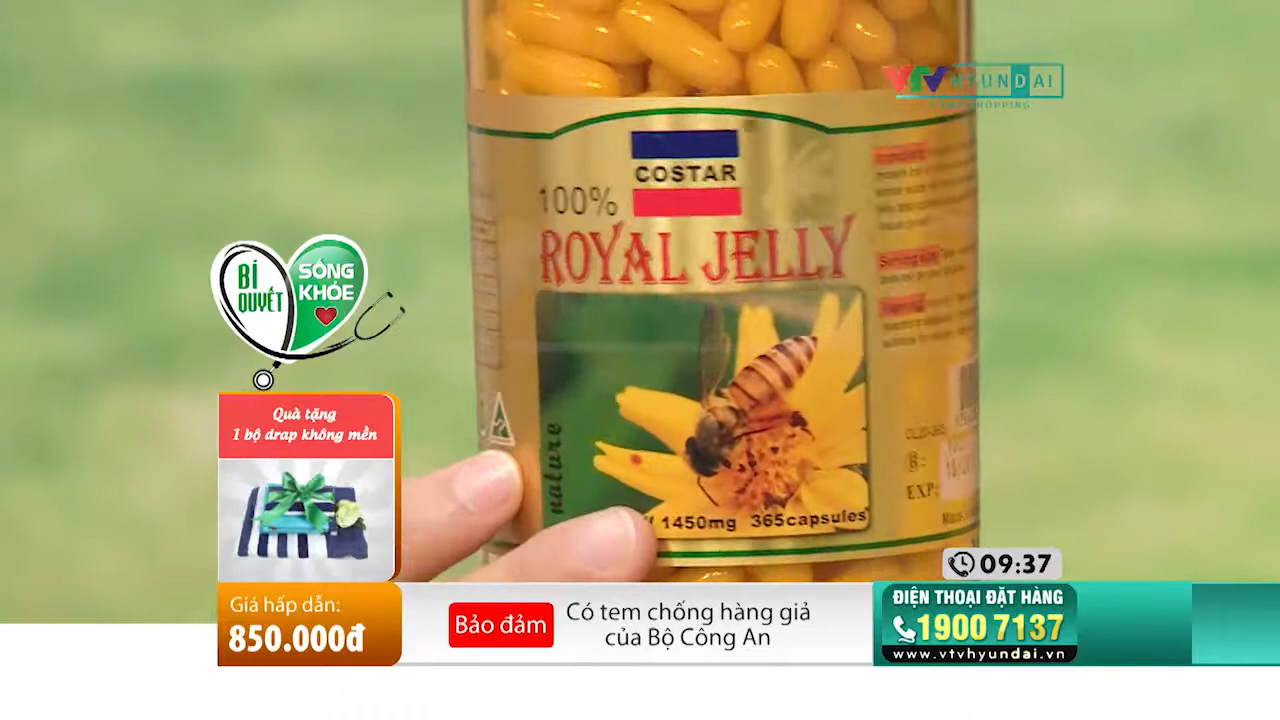 VTV HYUNDAI
COSTAR
100%
ROYAL JELLY
nature
1450mg 365capsules
EXP:
BÍ QUYẾT
SỐNG KHỎE
Quà tặng
1 bộ drap không mền
09:37
Giá hấp dẫn:
850.000đ
Bảo đảm
Có tem chống hàng giả
của Bộ Công An
ĐIỆN THOẠI ĐẶT HÀNG
1900 7137
www.vtvhyundai.vn